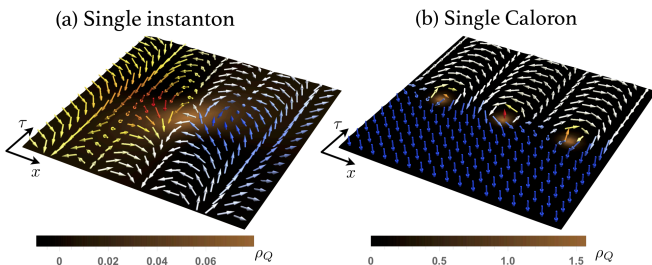 (a) Single instanton
(b) Single Caloron
τ
x
τ
x
0 0.02 0.04 0.06 ρ_Q
0 0.5 1.0 1.5 ρ_Q